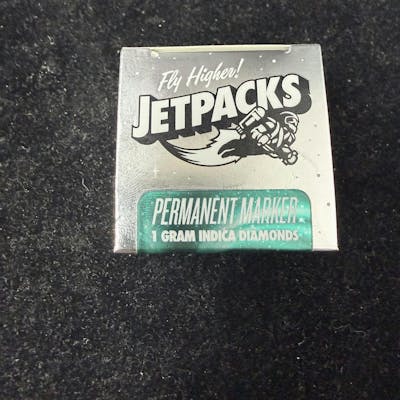 Fly Higher!
JETPACKS
PERMANENT MARKER
1 GRAM INDICA DIAMONDS